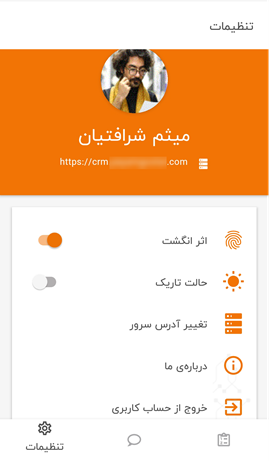 تنظیمات
میثم شرافتیان
https://crm .com
اثر انگشت
حالت تاریک
تغییر آدرس سرور
درباره‌ی ما
خروج از حساب کاربری
تنظیمات